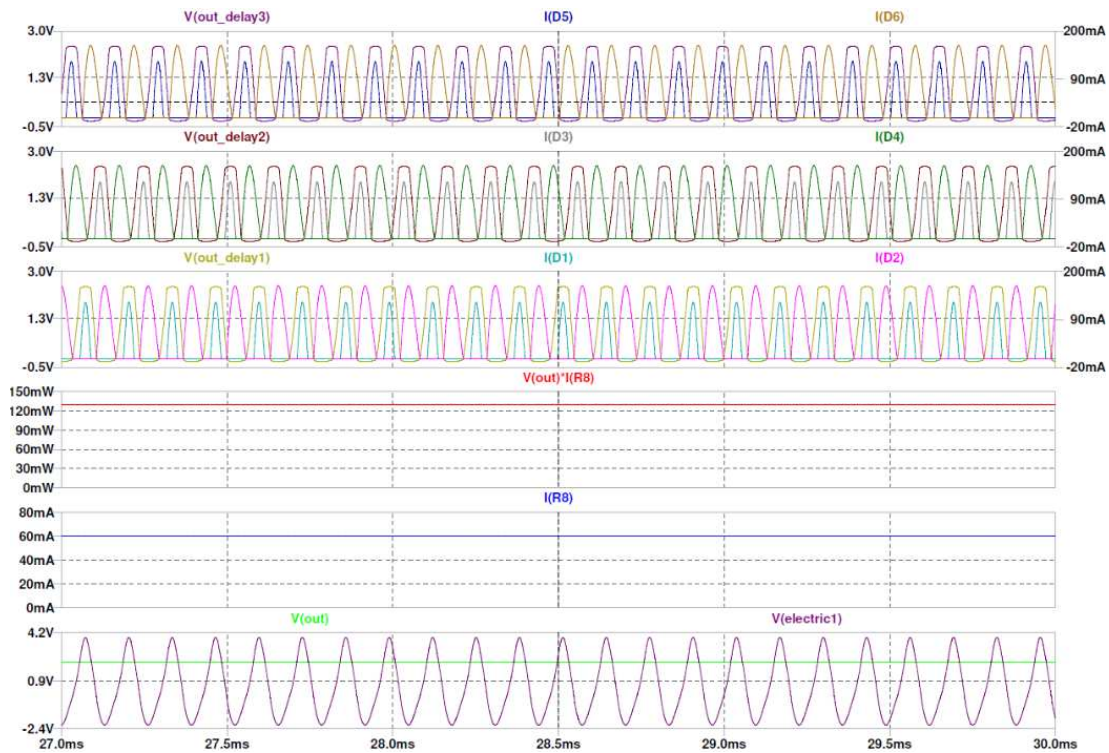 V(out_delay3) I(D5) I(D6)
3.0V 200mA
1.3V 90mA
-0.5V -20mA
V(out_delay2) I(D3) I(D4)
3.0V 200mA
1.3V 90mA
-0.5V -20mA
V(out_delay1) I(D1) I(D2)
3.0V 200mA
1.3V 90mA
-0.5V -20mA
V(out)*I(R8)
150mW
120mW
90mW
60mW
30mW
0mW
I(R8)
80mA
60mA
40mA
20mA
0mA
V(out) V(electric1)
4.2V
0.9V
-2.4V
27.0ms 27.5ms 28.0ms 28.5ms 29.0ms 29.5ms 30.0ms